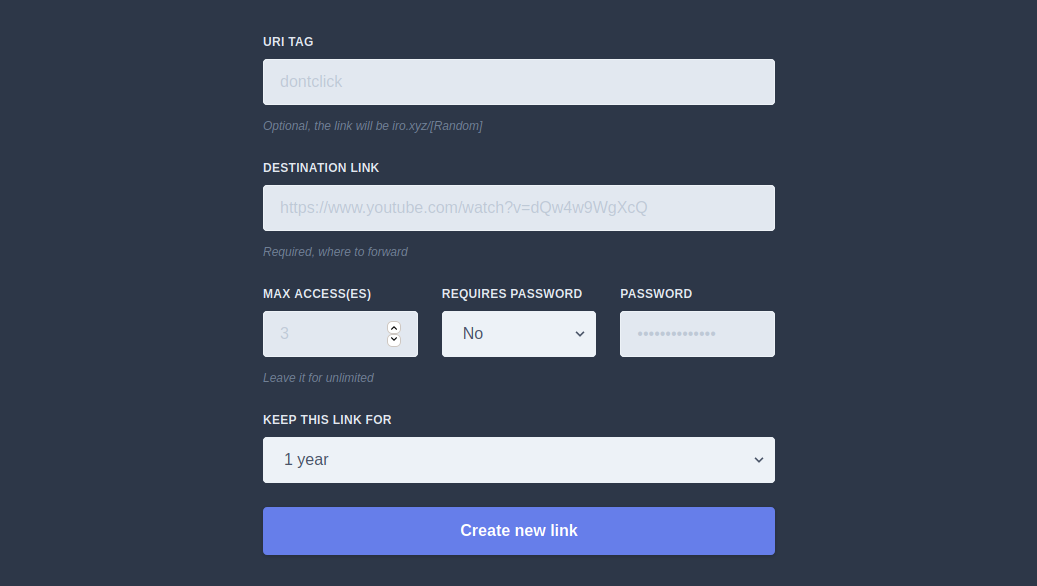 URI TAG
dontclick
Optional, the link will be iro.xyz/[Random]
DESTINATION LINK
https://www.youtube.com/watch?v=dQw4w9WgXcQ
Required, where to forward
MAX ACCESS(ES) REQUIRES PASSWORD PASSWORD
3 No ••••••••••••••
Leave it for unlimited
KEEP THIS LINK FOR
1 year
Create new link